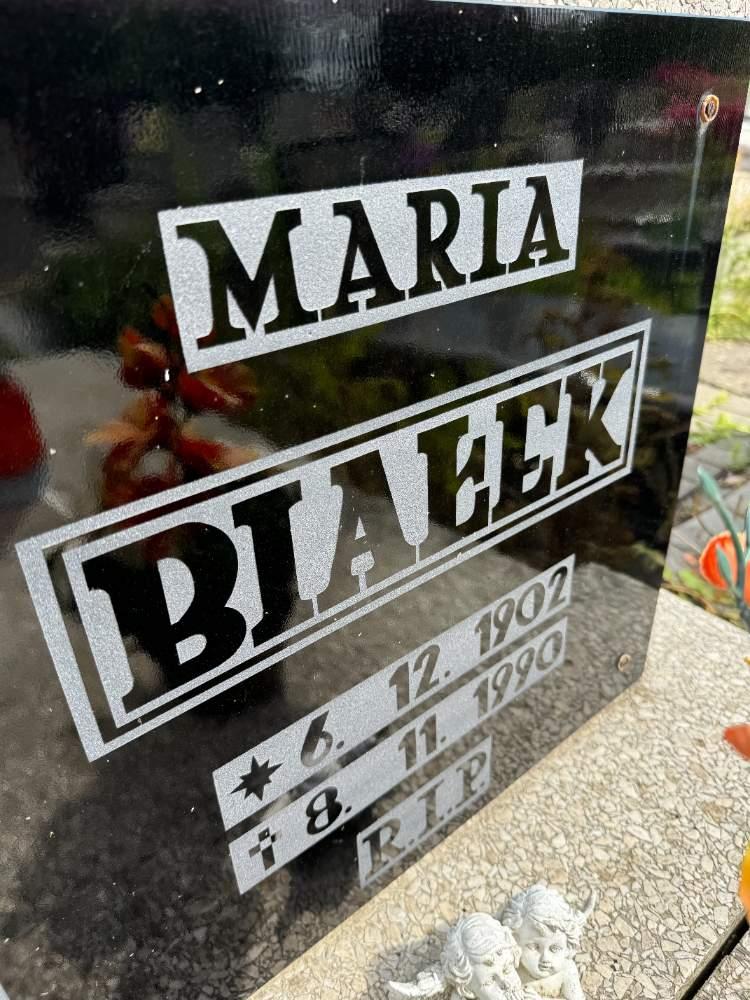 MARIA
BIAŁEK
✴ 6. 12. 1902
✝ 8. 11. 1990
R.I.P